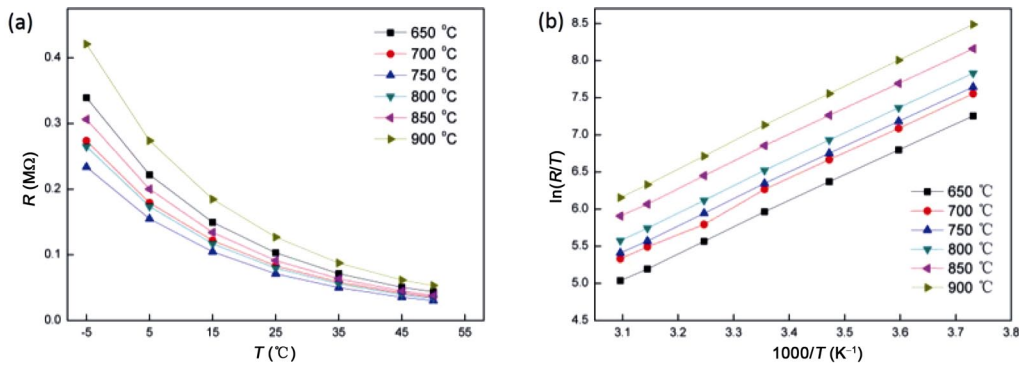 (a)
0.4
0.3
0.2
0.1
0.0
R (MΩ)
-5 5 15 25 35 45 55
T (℃)
650 °C
700 °C
750 °C
800 °C
850 °C
900 °C
(b)
8.5
8.0
7.5
7.0
6.5
6.0
5.5
5.0
4.5
ln(R/T)
3.1 3.2 3.3 3.4 3.5 3.6 3.7 3.8
1000/T (K⁻¹)
650 ℃
700 ℃
750 ℃
800 ℃
850 ℃
900 ℃